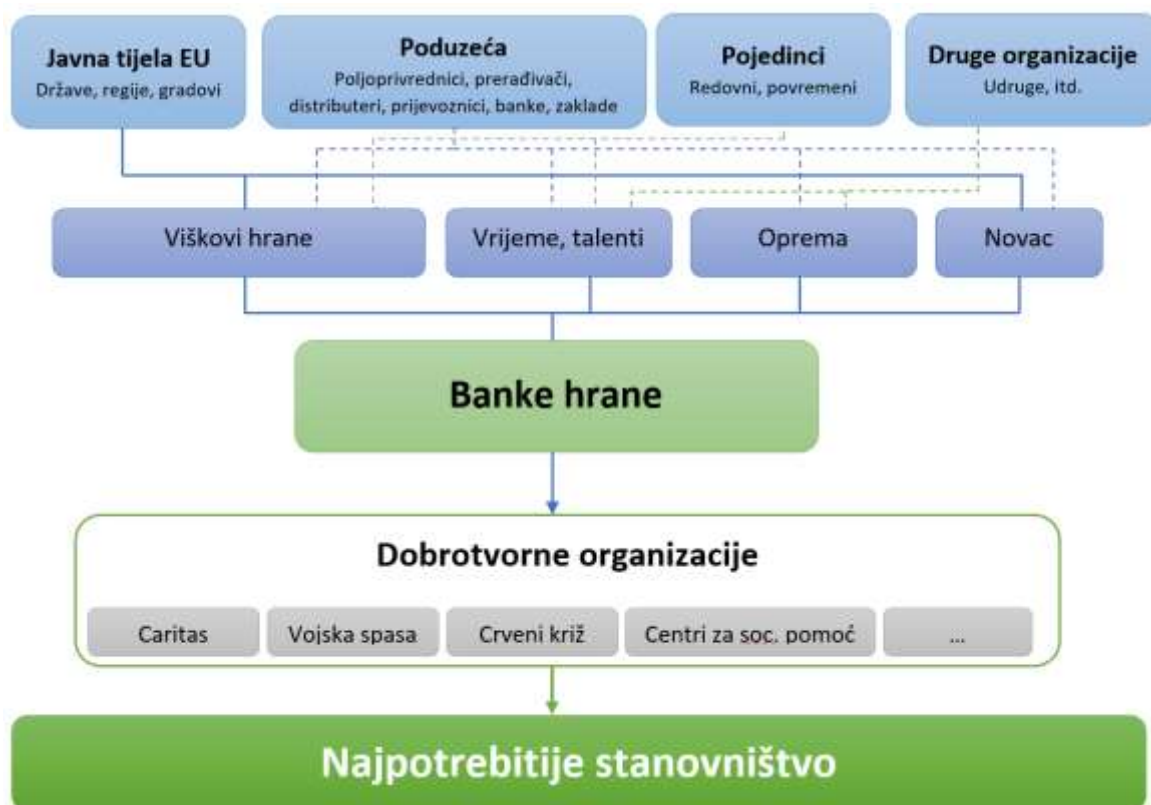 Javna tijela EU
Države, regije, gradovi
Poduzeća
Poljoprivrednici, prerađivači,
distributeri, prijevoznici, banke, zaklade
Pojedinci
Redovni, povremeni
Druge organizacije
Udruge, itd.
Viškovi hrane
Vrijeme, talenti
Oprema
Novac
Banke hrane
Dobrotvorne organizacije
Caritas
Vojska spasa
Crveni križ
Centri za soc. pomoć
...
Najpotrebitije stanovništvo